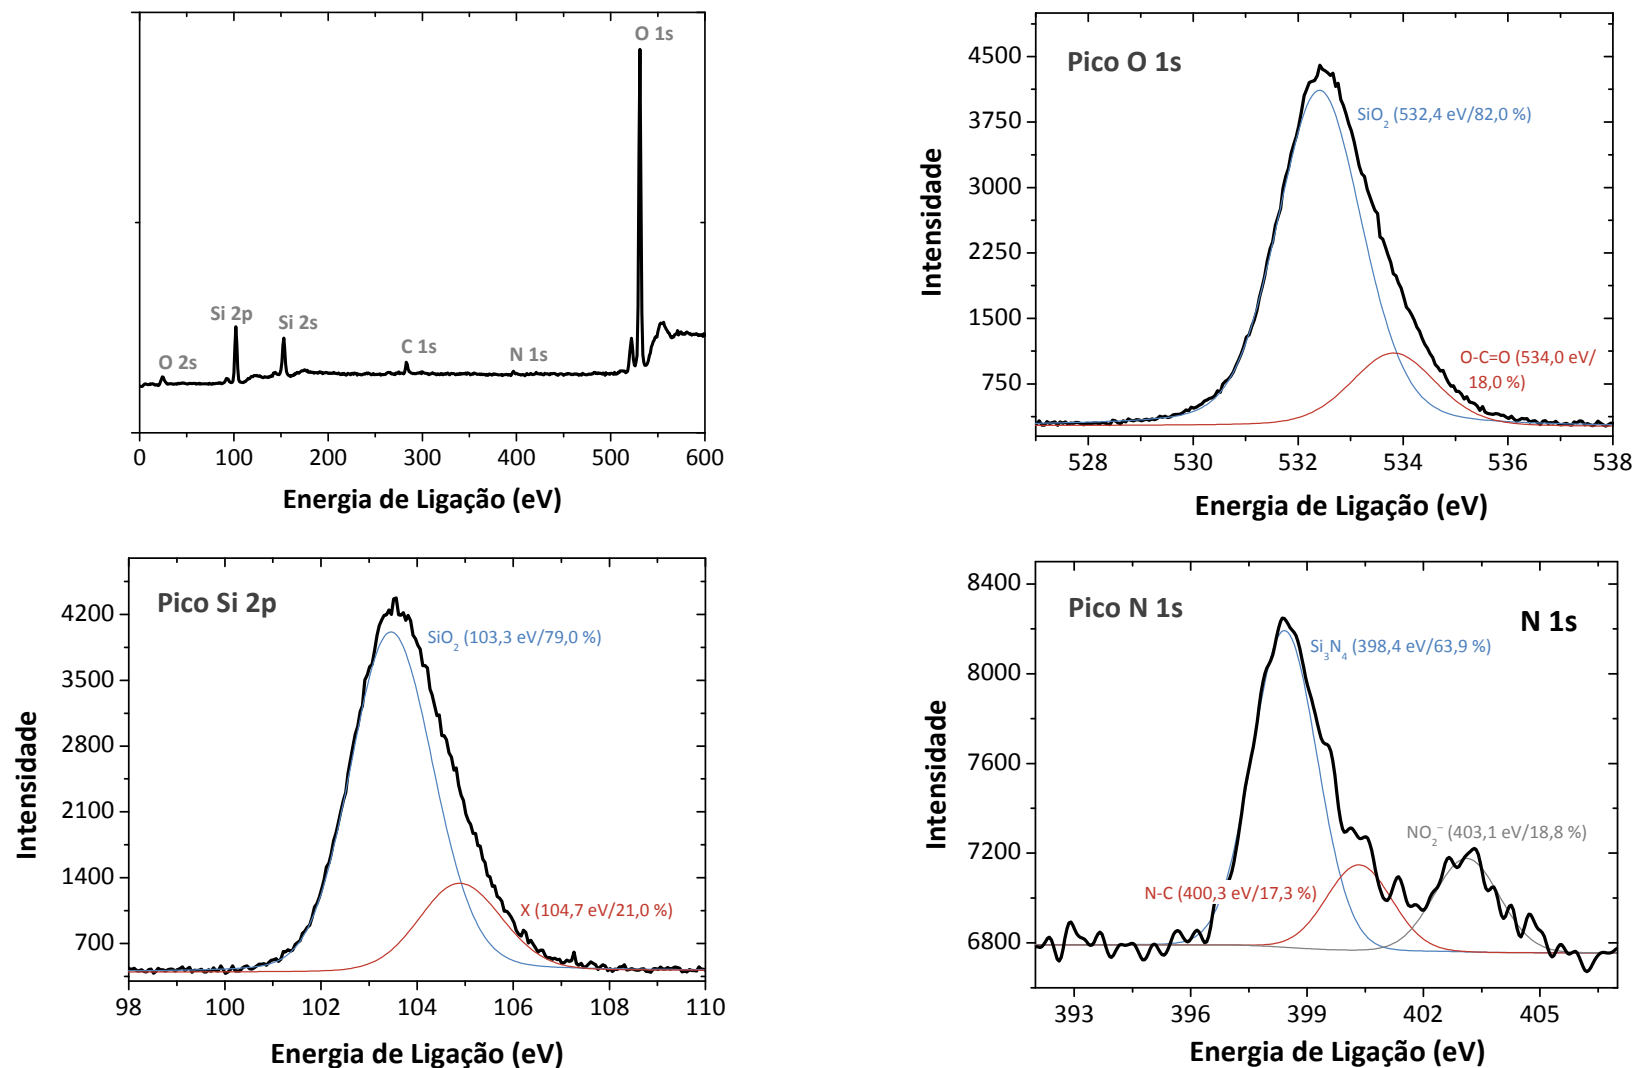 O 1s
Si 2p
Si 2s
O 2s
C 1s
N 1s
0 100 200 300 400 500 600
Energia de Ligação (eV)
Pico O 1s
4500
3750
3000
2250
1500
750
Intensidade
SiO2 (532,4 eV/82,0 %)
O-C=O (534,0 eV/
18,0 %)
528 530 532 534 536 538
Energia de Ligação (eV)
Pico Si 2p
4200
3500
2800
2100
1400
700
Intensidade
SiO2 (103,3 eV/79,0 %)
X (104,7 eV/21,0 %)
98 100 102 104 106 108 110
Energia de Ligação (eV)
Pico N 1s
N 1s
8400
8000
7600
7200
6800
Intensidade
Si3N4 (398,4 eV/63,9 %)
NO2− (403,1 eV/18,8 %)
N-C (400,3 eV/17,3 %)
393 396 399 402 405
Energia de Ligação (eV)